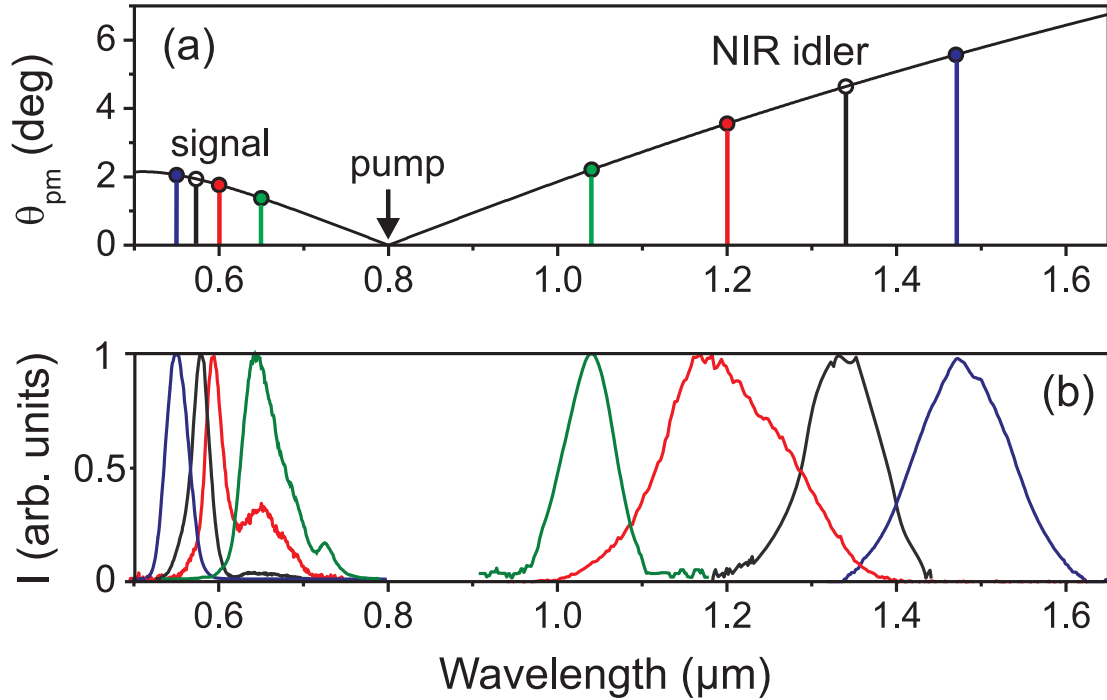 (a)
NIR idler
signal
pump
θpm (deg)
6
4
2
0
0.6 0.8 1.0 1.2 1.4 1.6
(b)
I (arb. units)
1
0.5
0
0.6 0.8 1.0 1.2 1.4 1.6
Wavelength (μm)